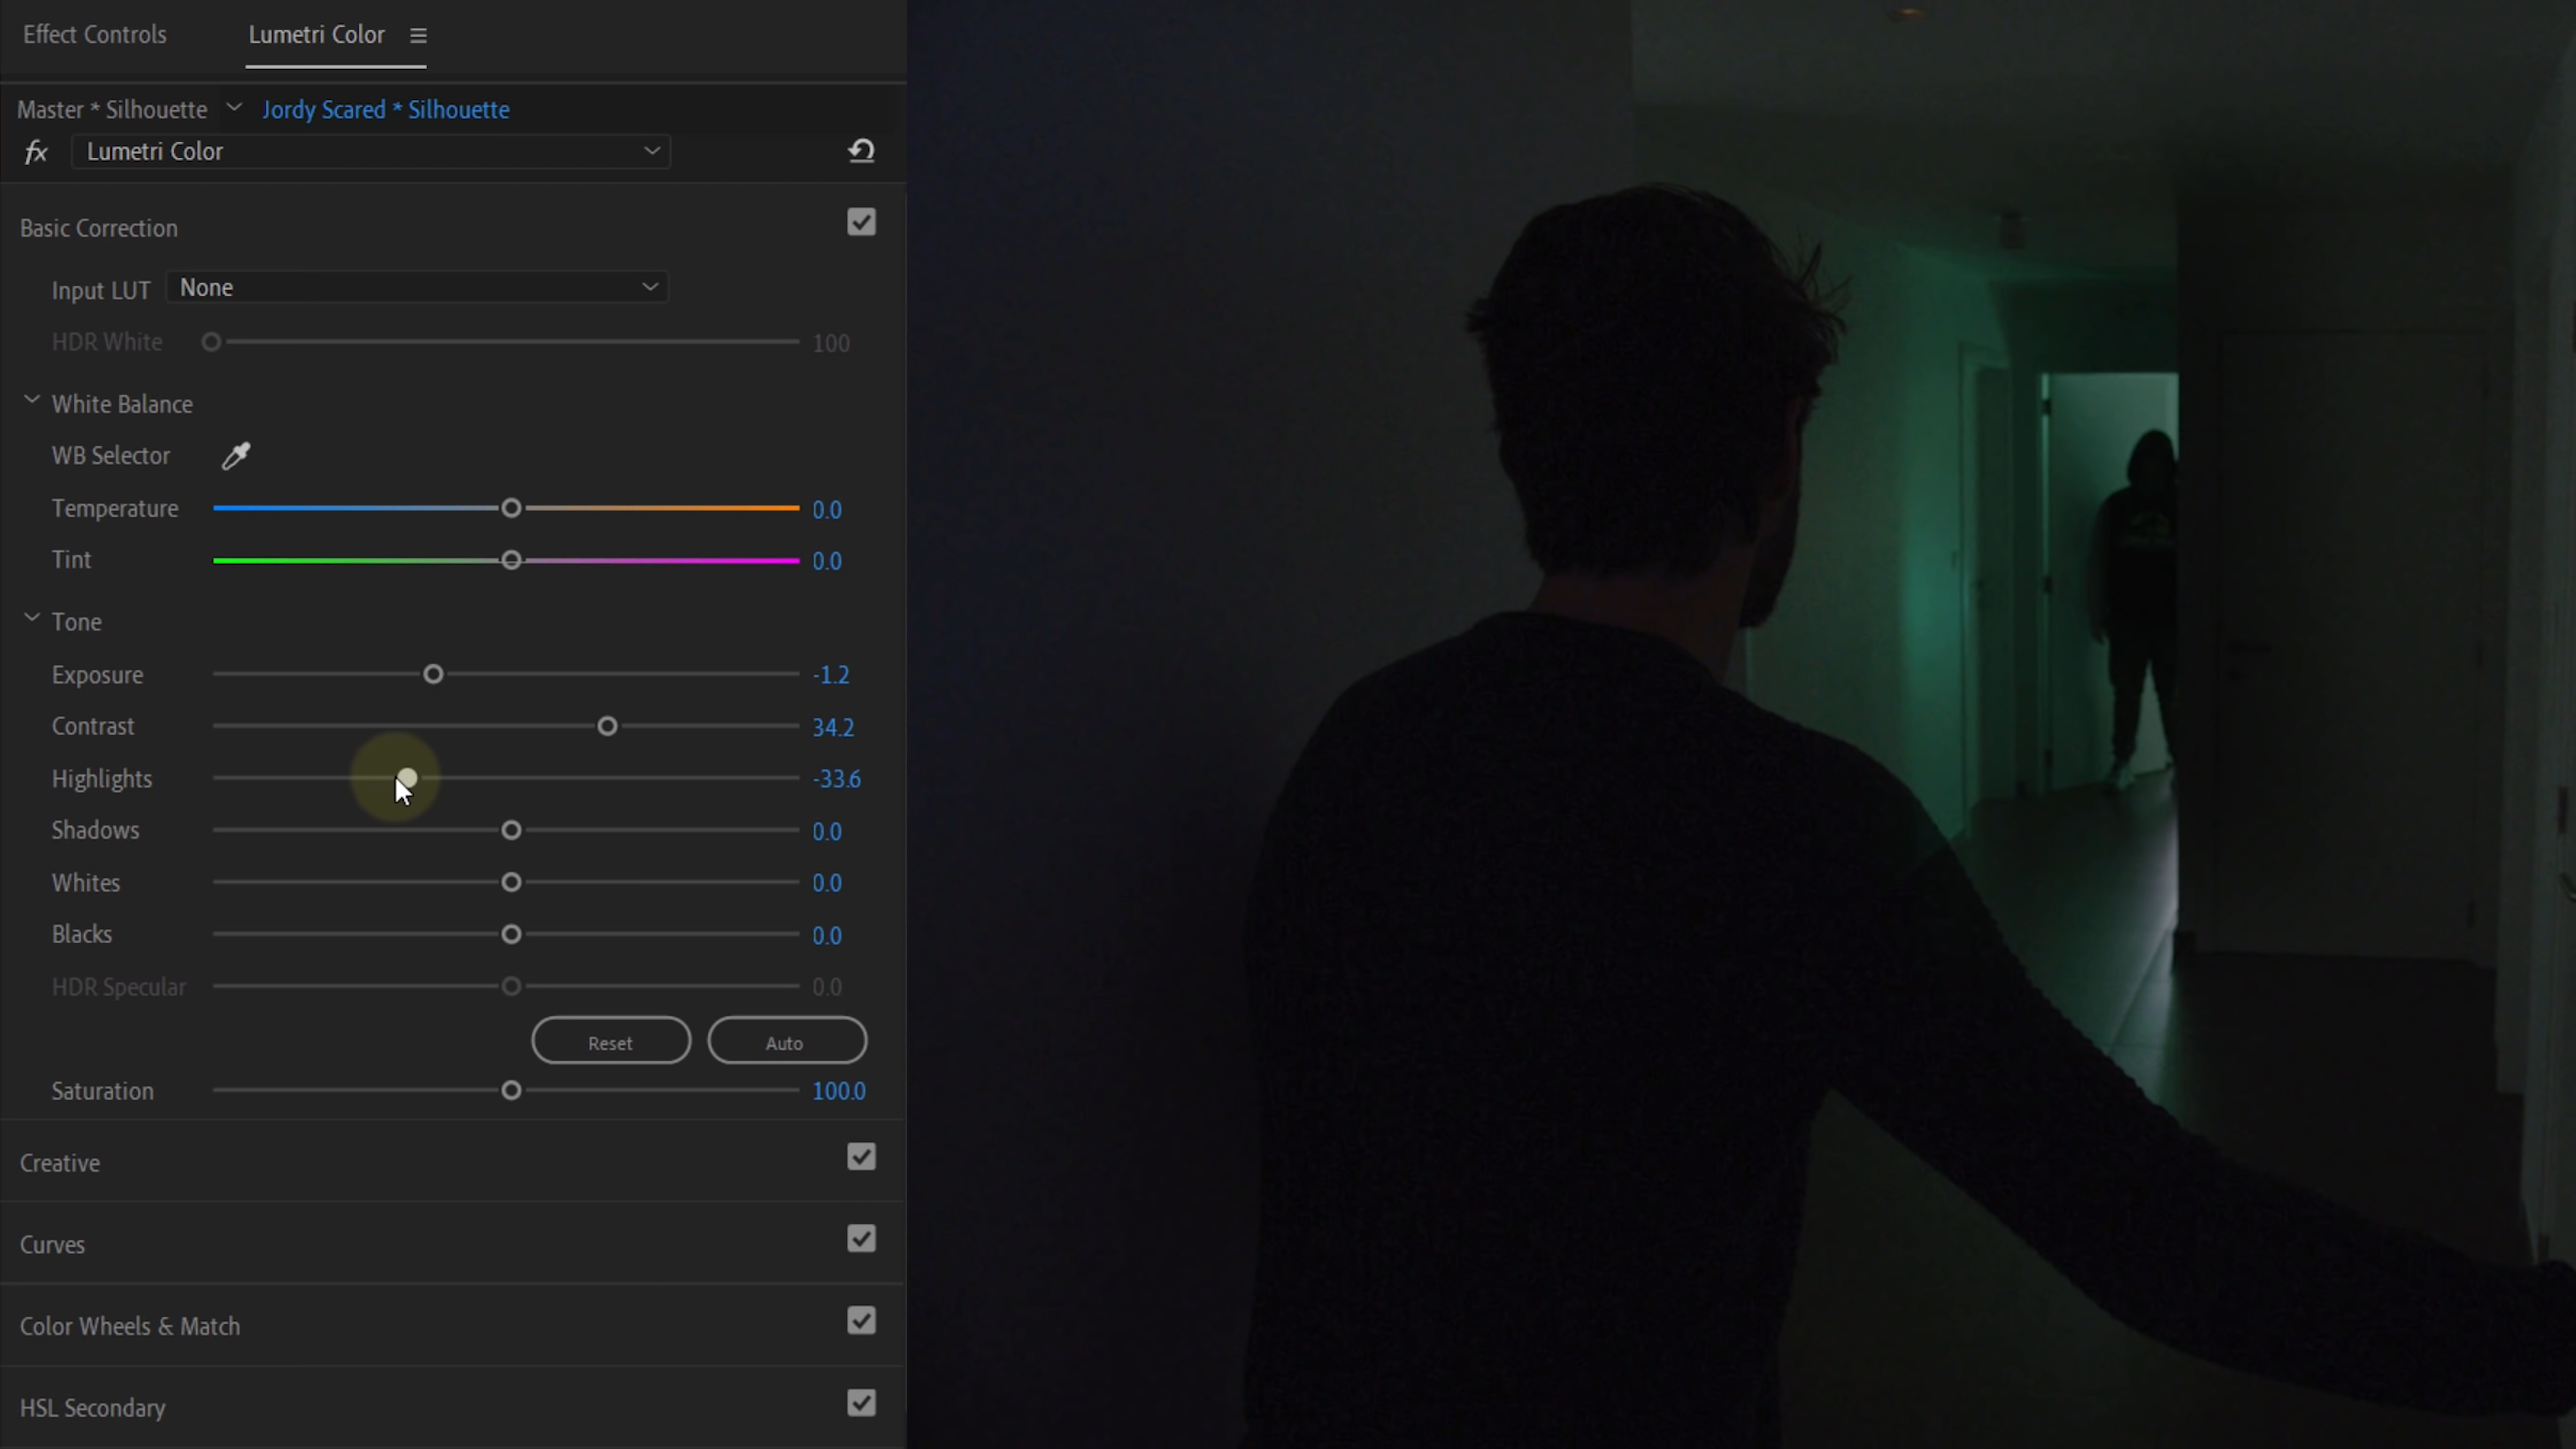 Effect Controls Lumetri Color
Master * Silhouette Jordy Scared * Silhouette
fx Lumetri Color
Basic Correction
Input LUT None
HDR White 100
White Balance
WB Selector
Temperature 0.0
Tint 0.0
Tone
Exposure -1.2
Contrast 34.2
Highlights -33.6
Shadows 0.0
Whites 0.0
Blacks 0.0
HDR Specular 0.0
Reset Auto
Saturation 100.0
Creative
Curves
Color Wheels & Match
HSL Secondary